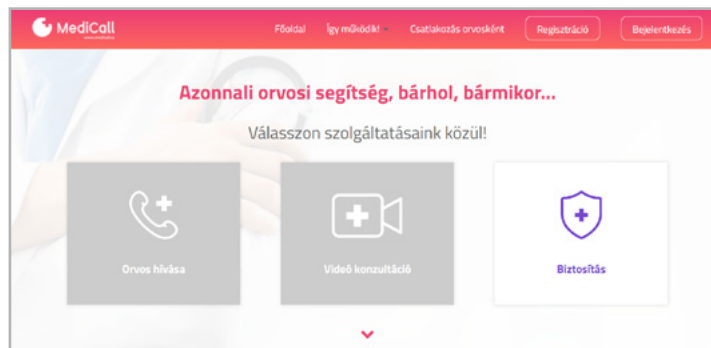 MediCall
Főoldal Így működik! Csatlakozás orvosként Regisztráció Bejelentkezés
Azonnali orvosi segítség, bárhol, bármikor...
Válasszon szolgáltatásaink közül!
Orvos hívása Videó konzultáció Biztosítás